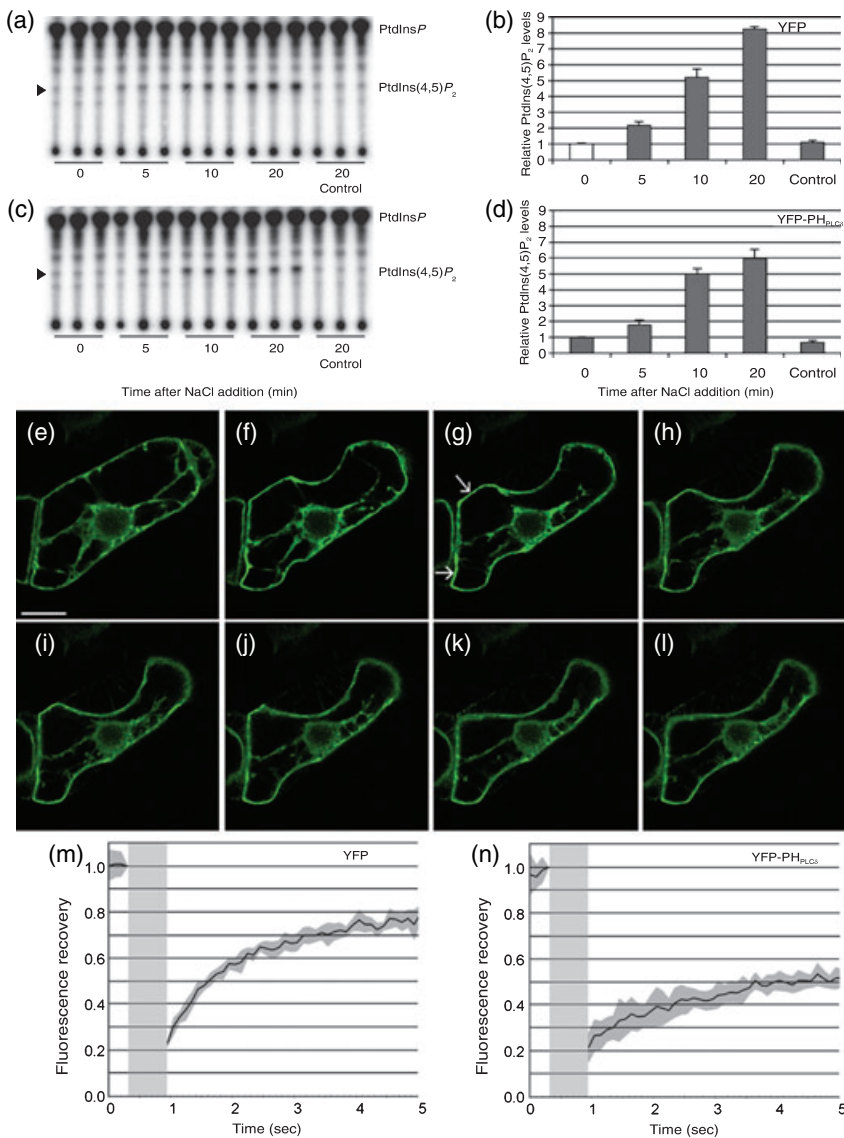 (a)
PtdInsP
PtdIns(4,5)P₂
0 5 10 20 20
Control
(b)
YFP
Relative PtdIns(4,5)P₂ levels
9
8
7
6
5
4
3
2
1
0
0 5 10 20 Control
(c)
PtdInsP
PtdIns(4,5)P₂
0 5 10 20 20
Control
Time after NaCl addition (min)
(d)
YFP-PH_PLCδ
Relative PtdIns(4,5)P₂ levels
9
8
7
6
5
4
3
2
1
0
0 5 10 20 Control
Time after NaCl addition (min)
(e) (f) (g) (h)
(i) (j) (k) (l)
(m)
YFP
Fluorescence recovery
1.0
0.8
0.6
0.4
0.2
0.0
0 1 2 3 4 5
Time (sec)
(n)
YFP-PH_PLCδ
Fluorescence recovery
1.0
0.8
0.6
0.4
0.2
0.0
0 1 2 3 4 5
Time (sec)